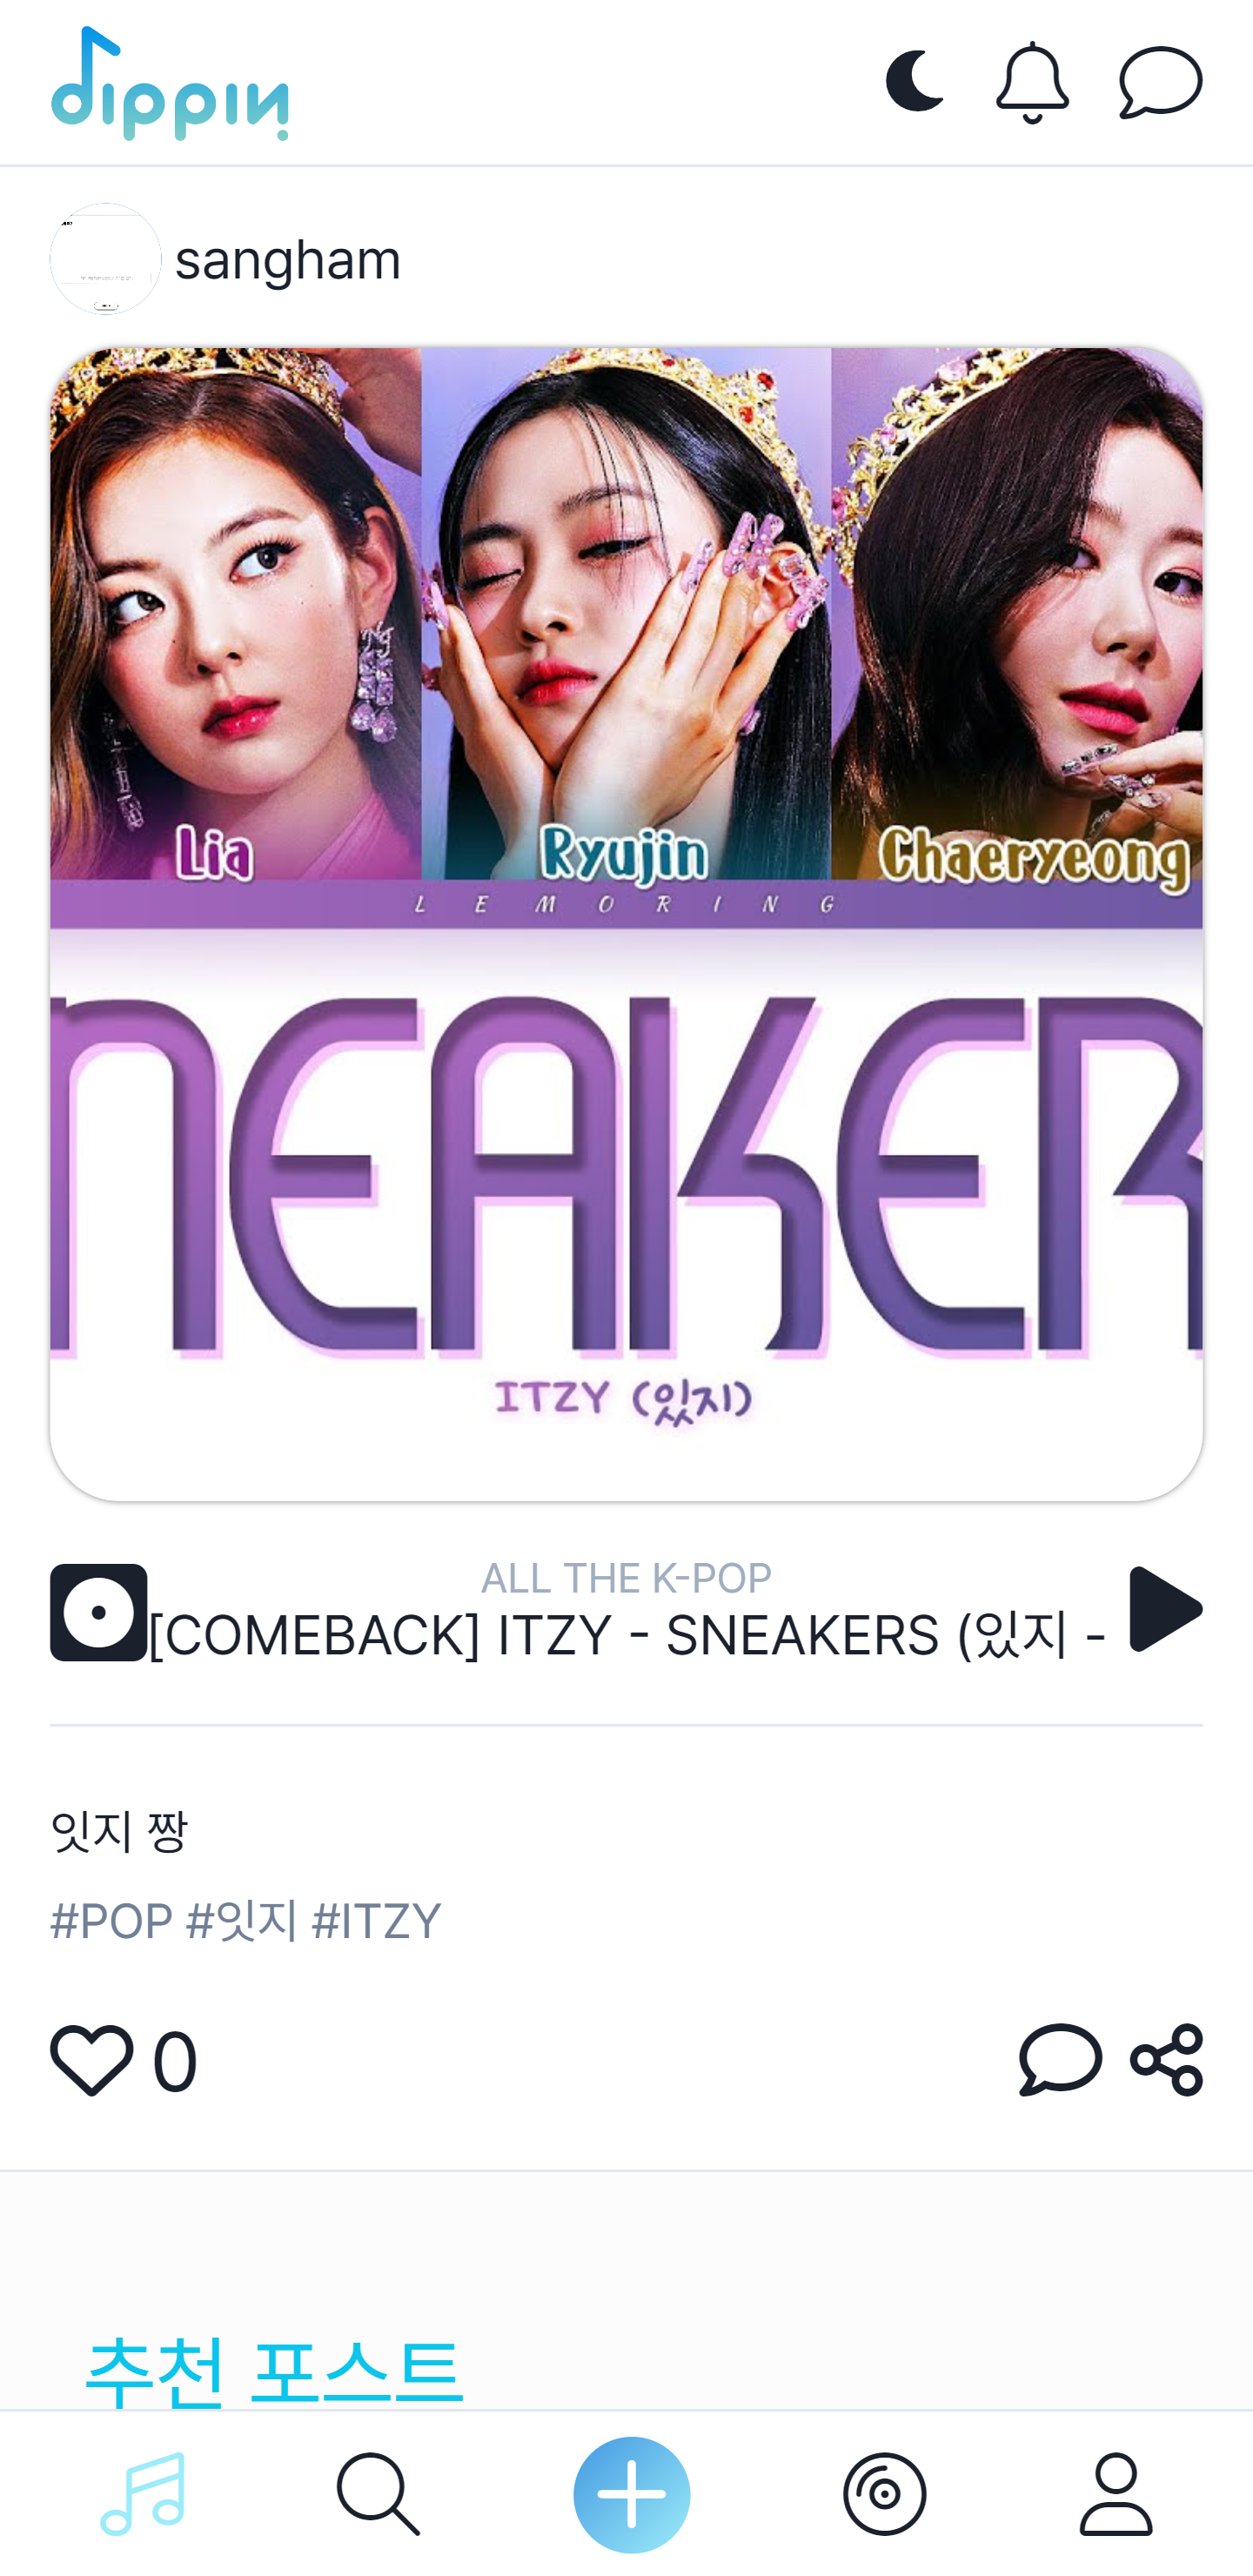 dippin
sangham
Lia Ryujin Chaeryeong
LEMORING
NEAKER
ITZY (있지)
ALL THE K-POP
[COMEBACK] ITZY - SNEAKERS (있지 -
잇지 짱
#POP #잇지 #ITZY
0
추천 포스트